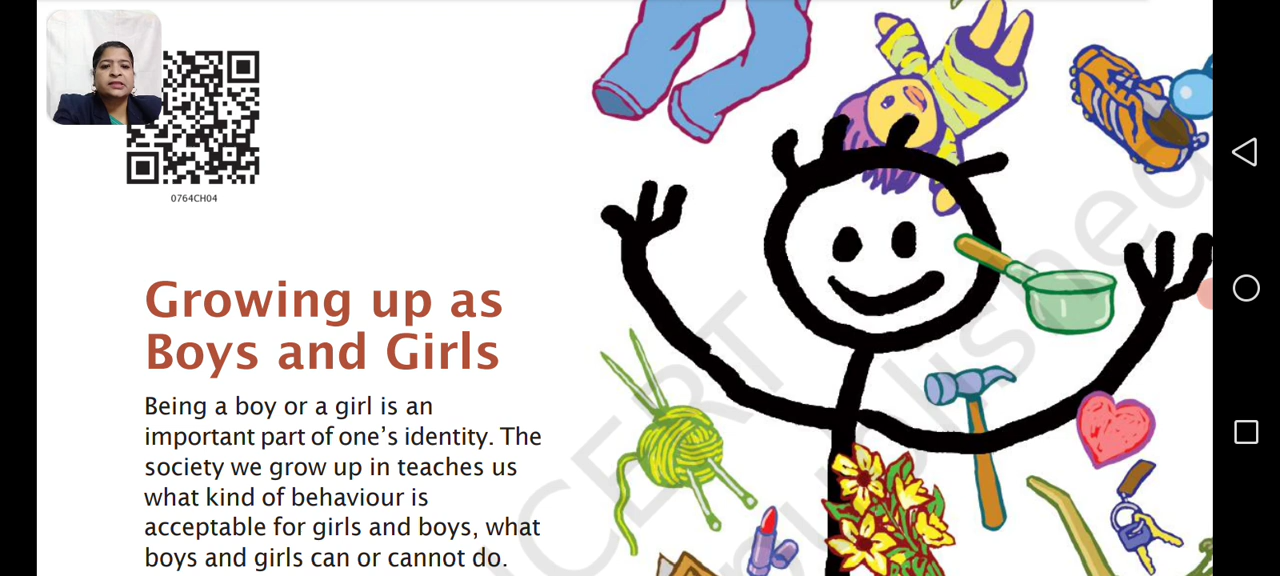 0764CH04
Growing up as
Boys and Girls
Being a boy or a girl is an
important part of one’s identity. The
society we grow up in teaches us
what kind of behaviour is
acceptable for girls and boys, what
boys and girls can or cannot do.
NCERT
republished